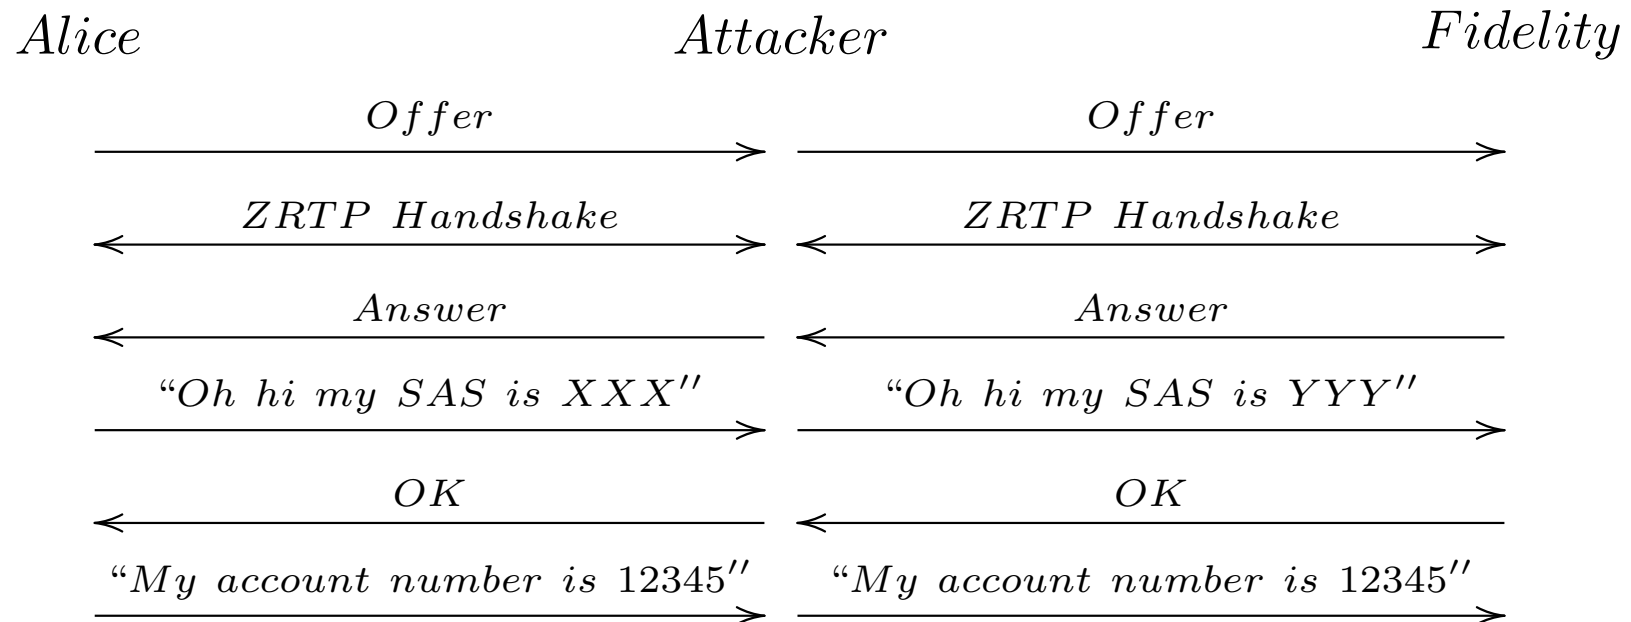 Alice Attacker Fidelity
Offer Offer
ZRTP Handshake ZRTP Handshake
Answer Answer
“Oh hi my SAS is XXX′′ “Oh hi my SAS is YYY′′
OK OK
“My account number is 12345′′ “My account number is 12345′′